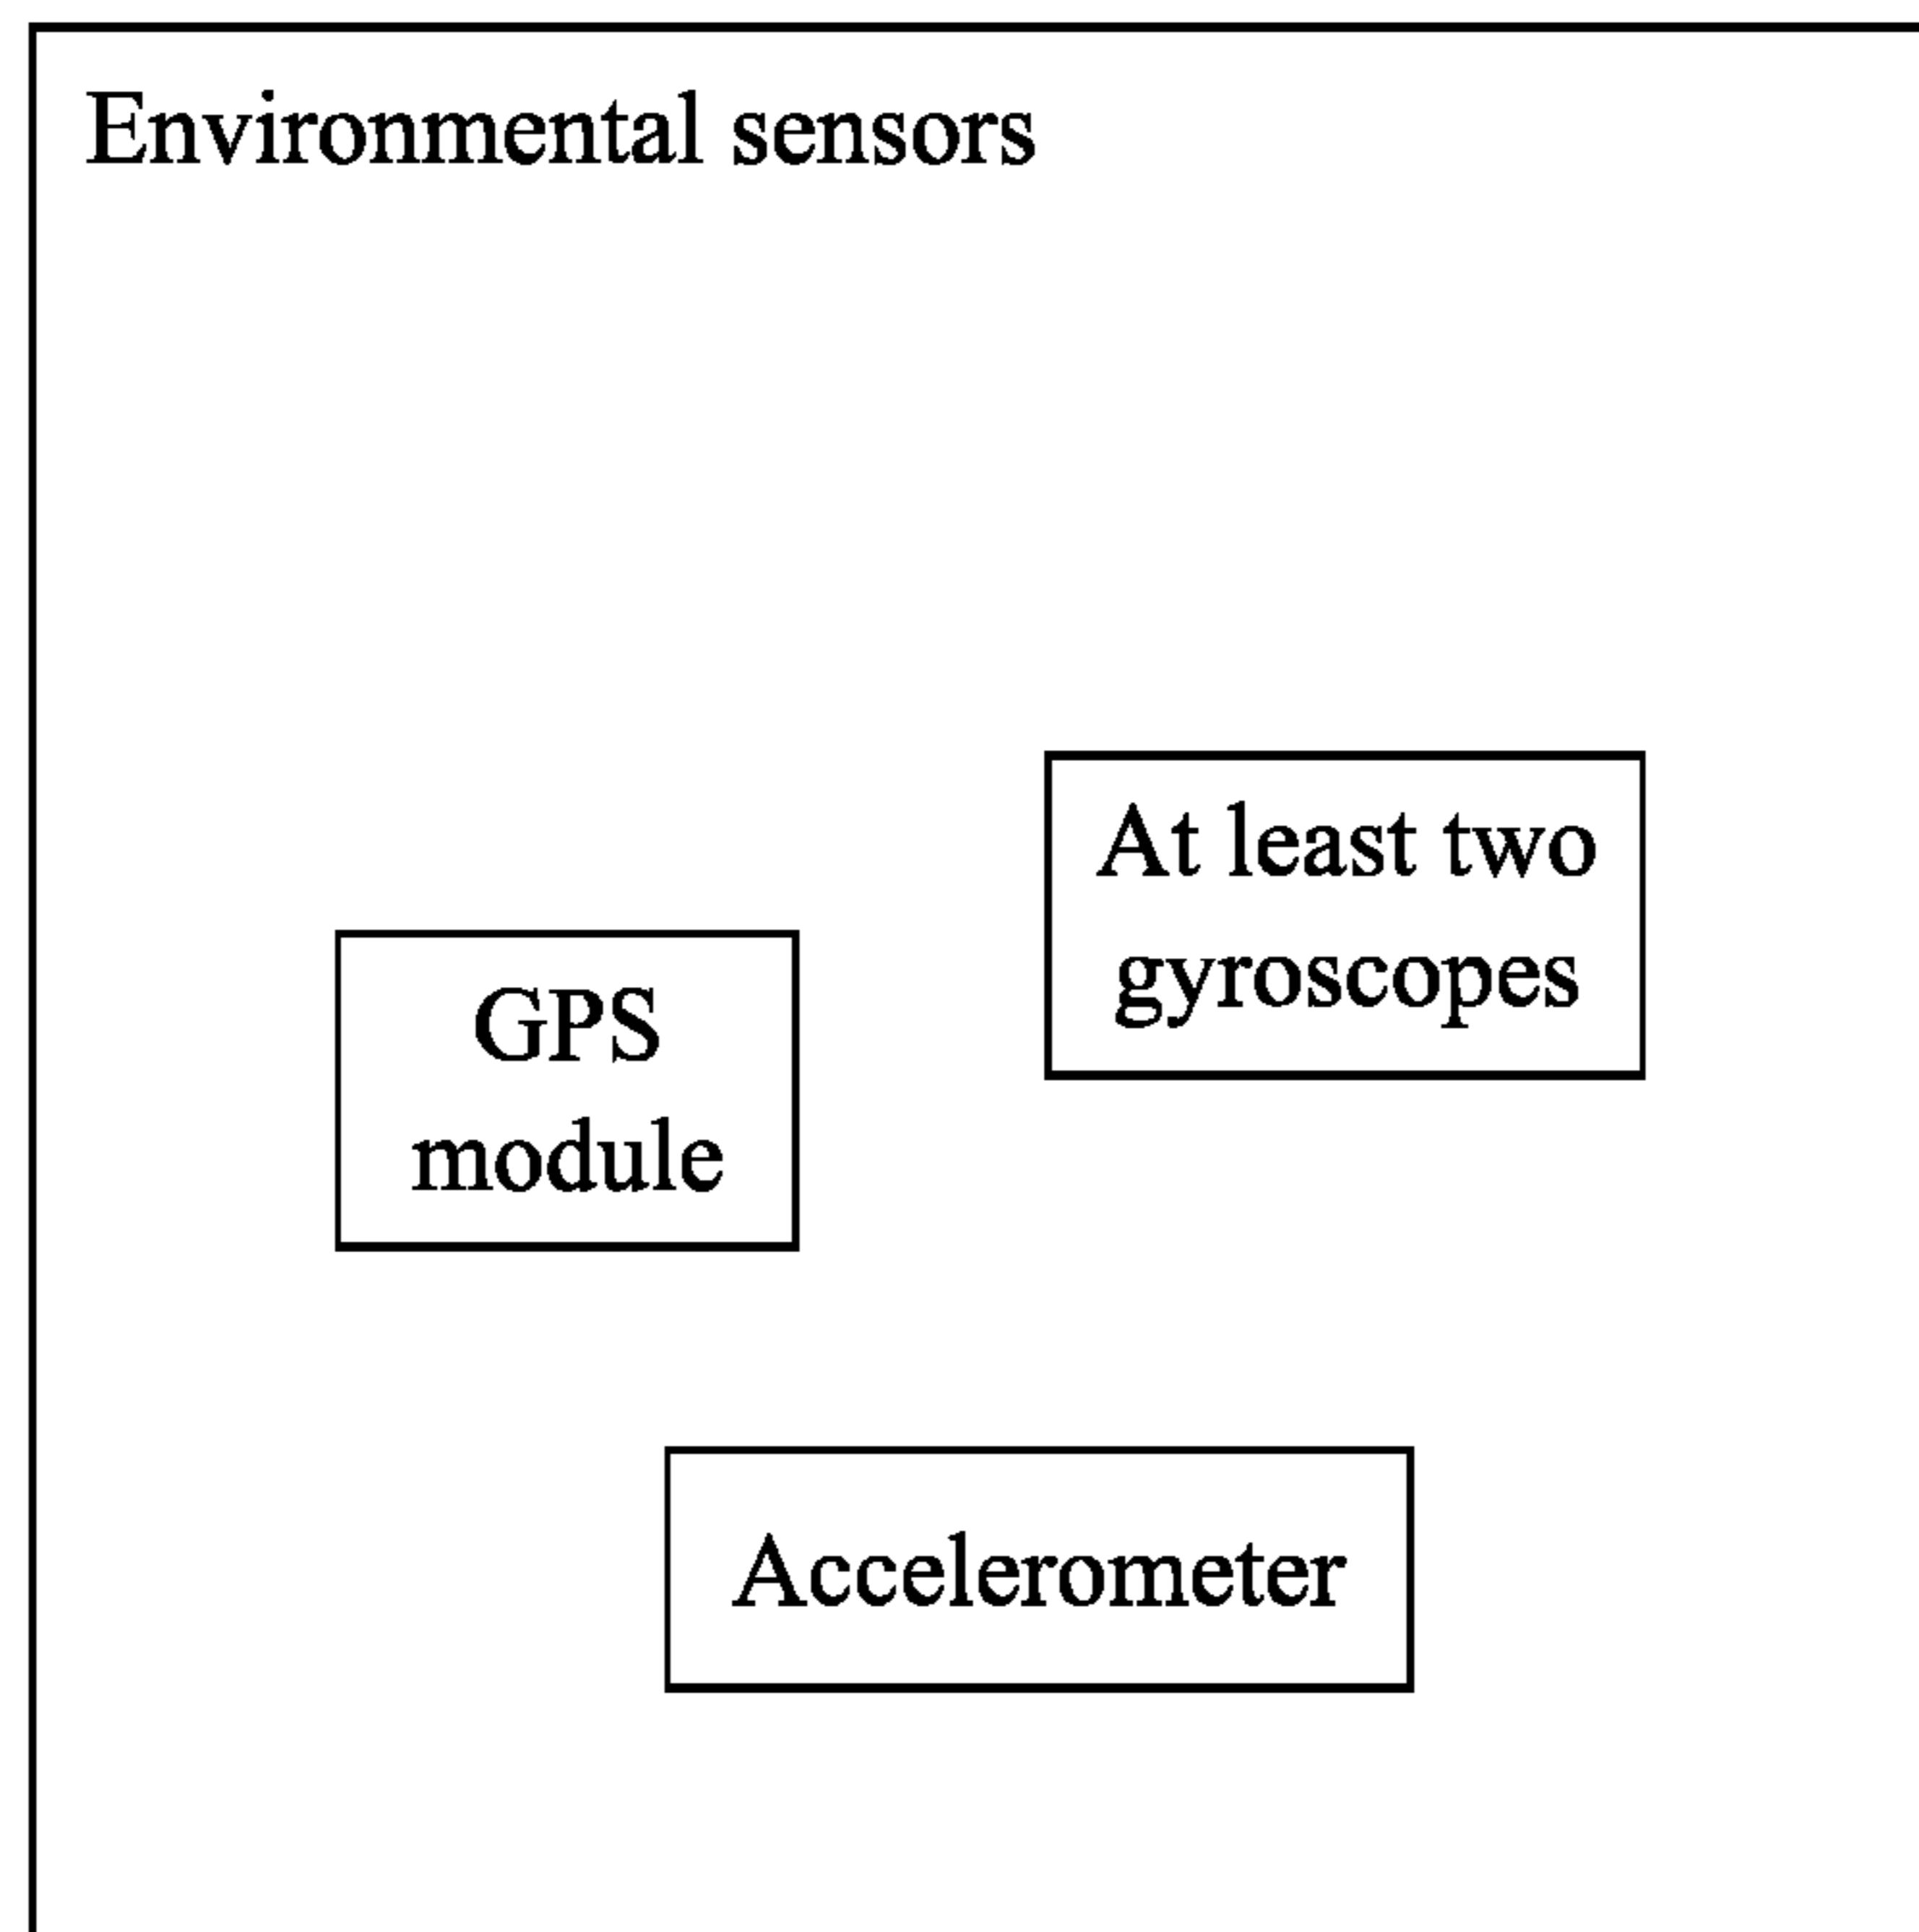 Environmental sensors
At least two
gyroscopes
GPS
module
Accelerometer